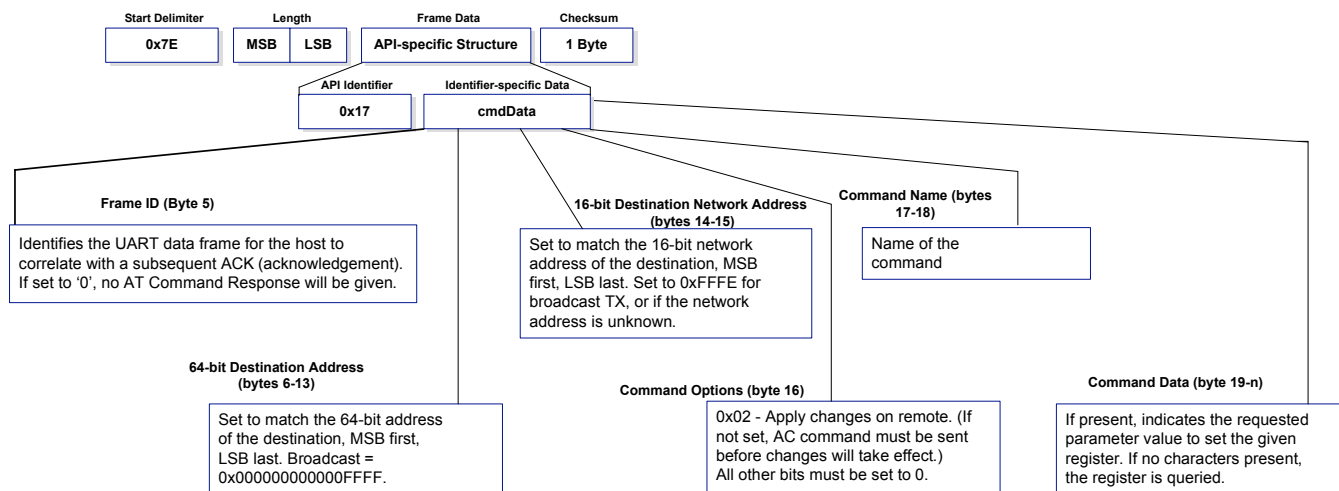 Start Delimiter
Length
Frame Data
Checksum
0x7E
MSB
LSB
API-specific Structure
1 Byte
API Identifier
Identifier-specific Data
0x17
cmdData
Frame ID (Byte 5)
Identifies the UART data frame for the host to
correlate with a subsequent ACK (acknowledgement).
If set to ‘0’, no AT Command Response will be given.
16-bit Destination Network Address
(bytes 14-15)
Set to match the 16-bit network
address of the destination, MSB
first, LSB last. Set to 0xFFFE for
broadcast TX, or if the network
address is unknown.
Command Name (bytes
17-18)
Name of the
command
64-bit Destination Address
(bytes 6-13)
Set to match the 64-bit address
of the destination, MSB first,
LSB last. Broadcast =
0x000000000000FFFF.
Command Options (byte 16)
0x02 - Apply changes on remote. (If
not set, AC command must be sent
before changes will take effect.)
All other bits must be set to 0.
Command Data (byte 19-n)
If present, indicates the requested
parameter value to set the given
register. If no characters present,
the register is queried.